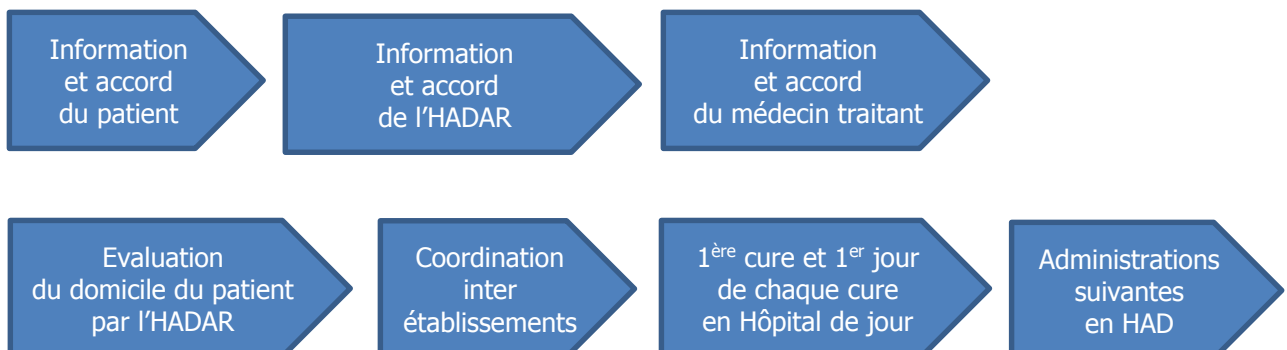 Information
et accord
du patient
Information
et accord
de l'HADAR
Information
et accord
du médecin traitant
Evaluation
du domicile du patient
par l'HADAR
Coordination
inter
établissements
1ère cure et 1er jour
de chaque cure
en Hôpital de jour
Administrations
suivantes
en HAD